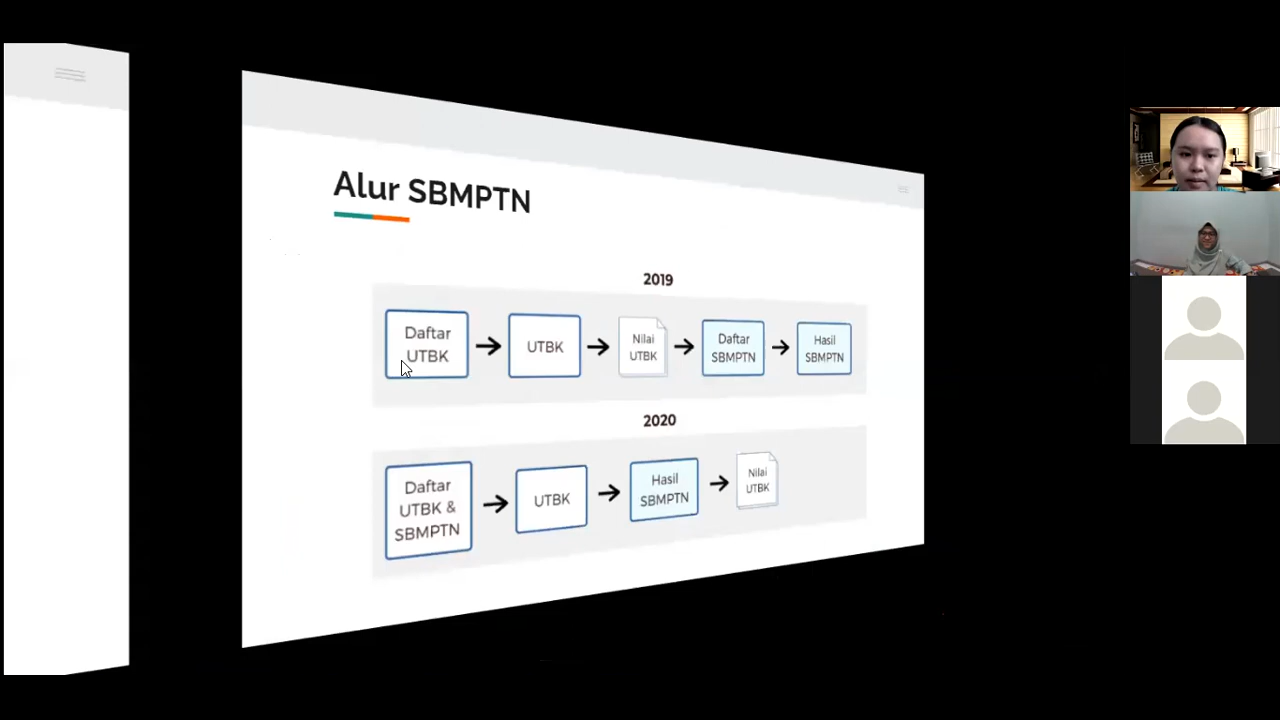 Alur SBMPTN
2019
Daftar
UTBK
UTBK
Nilai
UTBK
Daftar
SBMPTN
Hasil
SBMPTN
2020
Daftar
UTBK &
SBMPTN
UTBK
Hasil
SBMPTN
Nilai
UTBK